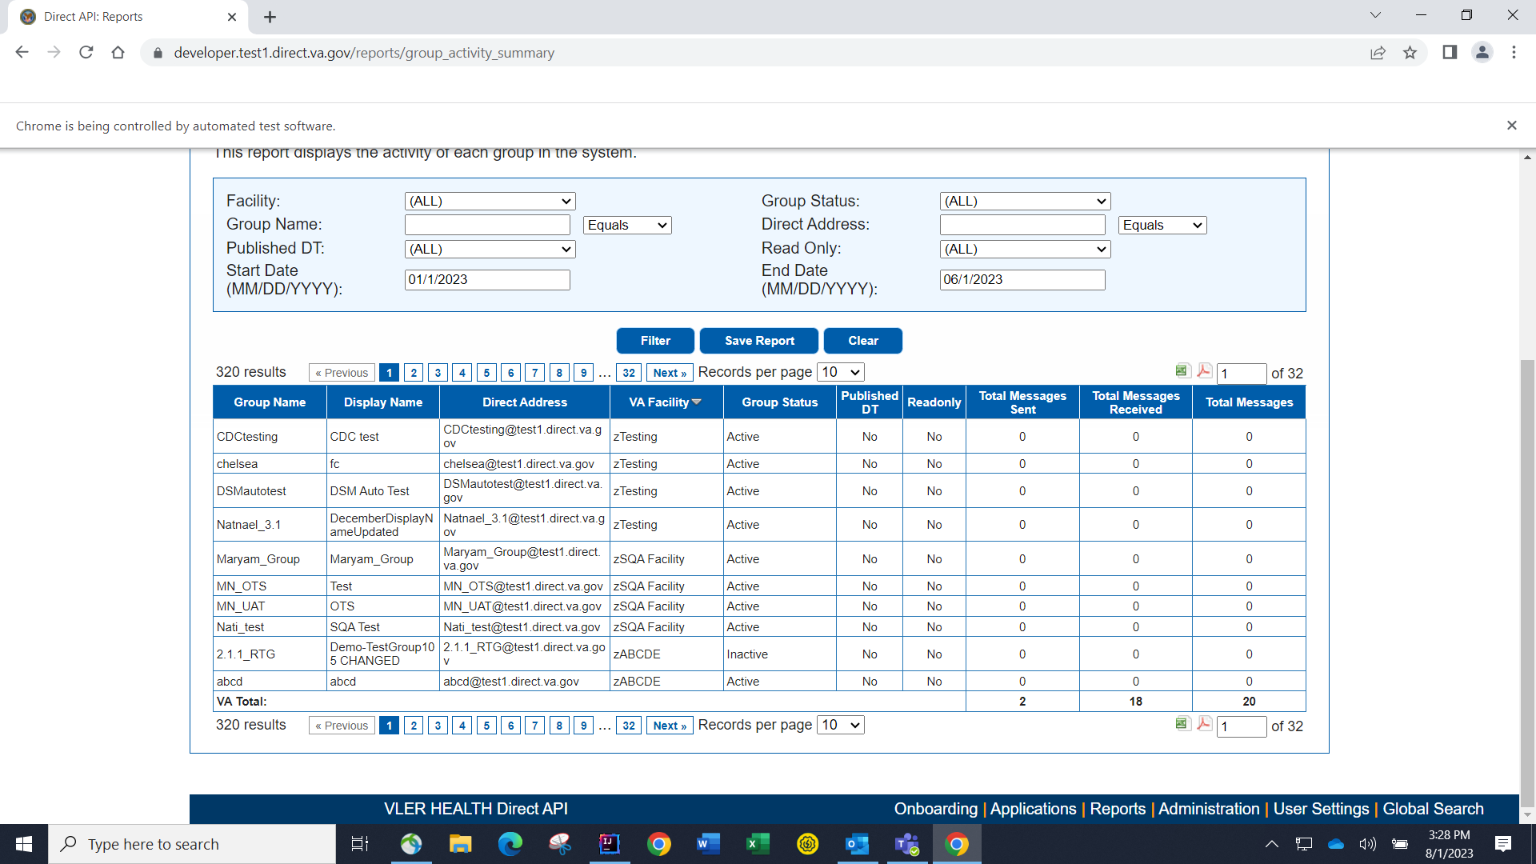 Direct API: Reports
developer.test1.direct.va.gov/reports/group_activity_summary
Chrome is being controlled by automated test software.
This report displays the activity of each group in the system.
Facility: (ALL) Group Status: (ALL)
Group Name: Equals Direct Address: Equals
Published DT: (ALL) Read Only: (ALL)
Start Date End Date
(MM/DD/YYYY): 01/1/2023 (MM/DD/YYYY): 06/1/2023
Filter Save Report Clear
320 results « Previous 1 2 3 4 5 6 7 8 9 ... 32 Next » Records per page 10 1 of 32
Group Name Display Name Direct Address VA Facility Group Status Published DT Readonly Total Messages Sent Total Messages Received Total Messages
CDCtesting CDC test CDCtesting@test1.direct.va.gov zTesting Active No No 0 0 0
chelsea fc chelsea@test1.direct.va.gov zTesting Active No No 0 0 0
DSMautotest DSM Auto Test DSMautotest@test1.direct.va.gov zTesting Active No No 0 0 0
Natnael_3.1 DecemberDisplayNameUpdated Natnael_3.1@test1.direct.va.gov zTesting Active No No 0 0 0
Maryam_Group Maryam_Group Maryam_Group@test1.direct.va.gov zSQA Facility Active No No 0 0 0
MN_OTS Test MN_OTS@test1.direct.va.gov zSQA Facility Active No No 0 0 0
MN_UAT OTS MN_UAT@test1.direct.va.gov zSQA Facility Active No No 0 0 0
Nati_test SQA Test Nati_test@test1.direct.va.gov zSQA Facility Active No No 0 0 0
2.1.1_RTG Demo-TestGroup105 CHANGED 2.1.1_RTG@test1.direct.va.gov zABCDE Inactive No No 0 0 0
abcd abcd abcd@test1.direct.va.gov zABCDE Active No No 0 0 0
VA Total: 2 18 20
320 results « Previous 1 2 3 4 5 6 7 8 9 ... 32 Next » Records per page 10 1 of 32
VLER HEALTH Direct API Onboarding | Applications | Reports | Administration | User Settings | Global Search
Type here to search
3:28 PM
8/1/2023